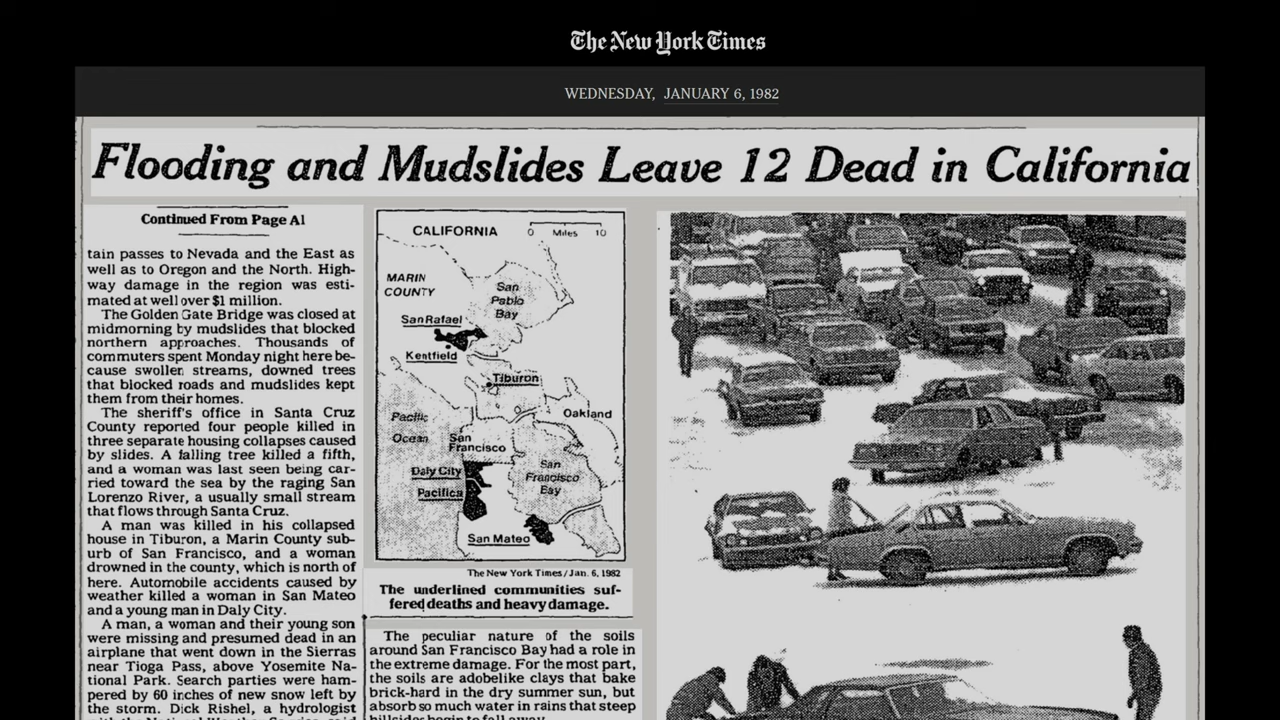 The New York Times
WEDNESDAY, JANUARY 6, 1982
Flooding and Mudslides Leave 12 Dead in California
Continued From Page A1
tain passes to Nevada and the East as
well as to Oregon and the North. High-
way damage in the region was esti-
mated at well over $1 million.
The Golden Gate Bridge was closed at
midmorning by mudslides that blocked
northern approaches. Thousands of
commuters spent Monday night here be-
cause swollen streams, downed trees
that blocked roads and mudslides kept
them from their homes.
The sheriff's office in Santa Cruz
County reported four people killed in
three separate housing collapses caused
by slides. A falling tree killed a fifth,
and a woman was last seen being car-
ried toward the sea by the raging San
Lorenzo River, a usually small stream
that flows through Santa Cruz.
A man was killed in his collapsed
house in Tiburon, a Marin County sub-
urb of San Francisco, and a woman
drowned in the county, which is north of
here. Automobile accidents caused by
weather killed a woman in San Mateo
and a young man in Daly City.
A man, a woman and their young son
were missing and presumed dead in an
airplane that went down in the Sierras
near Tioga Pass, above Yosemite Na-
tional Park. Search parties were ham-
pered by 60 inches of new snow left by
the storm. Dick Rishel, a hydrologist
with the National Weather Service, said
CALIFORNIA
0 Miles 10
MARIN
COUNTY
San
Pablo
Bay
San Rafael
Kentfield
Tiburon
Pacific
Ocean
Oakland
San
Francisco
Daly City
San
Francisco
Bay
Pacifica
San Mateo
The New York Times/Jan. 6, 1982
The underlined communities suf-
fered deaths and heavy damage.
The peculiar nature of the soils
around San Francisco Bay had a role in
the extreme damage. For the most part,
the soils are adobelike clays that bake
brick-hard in the dry summer sun, but
absorb so much water in rains that steep
hillsides begin to fall away.